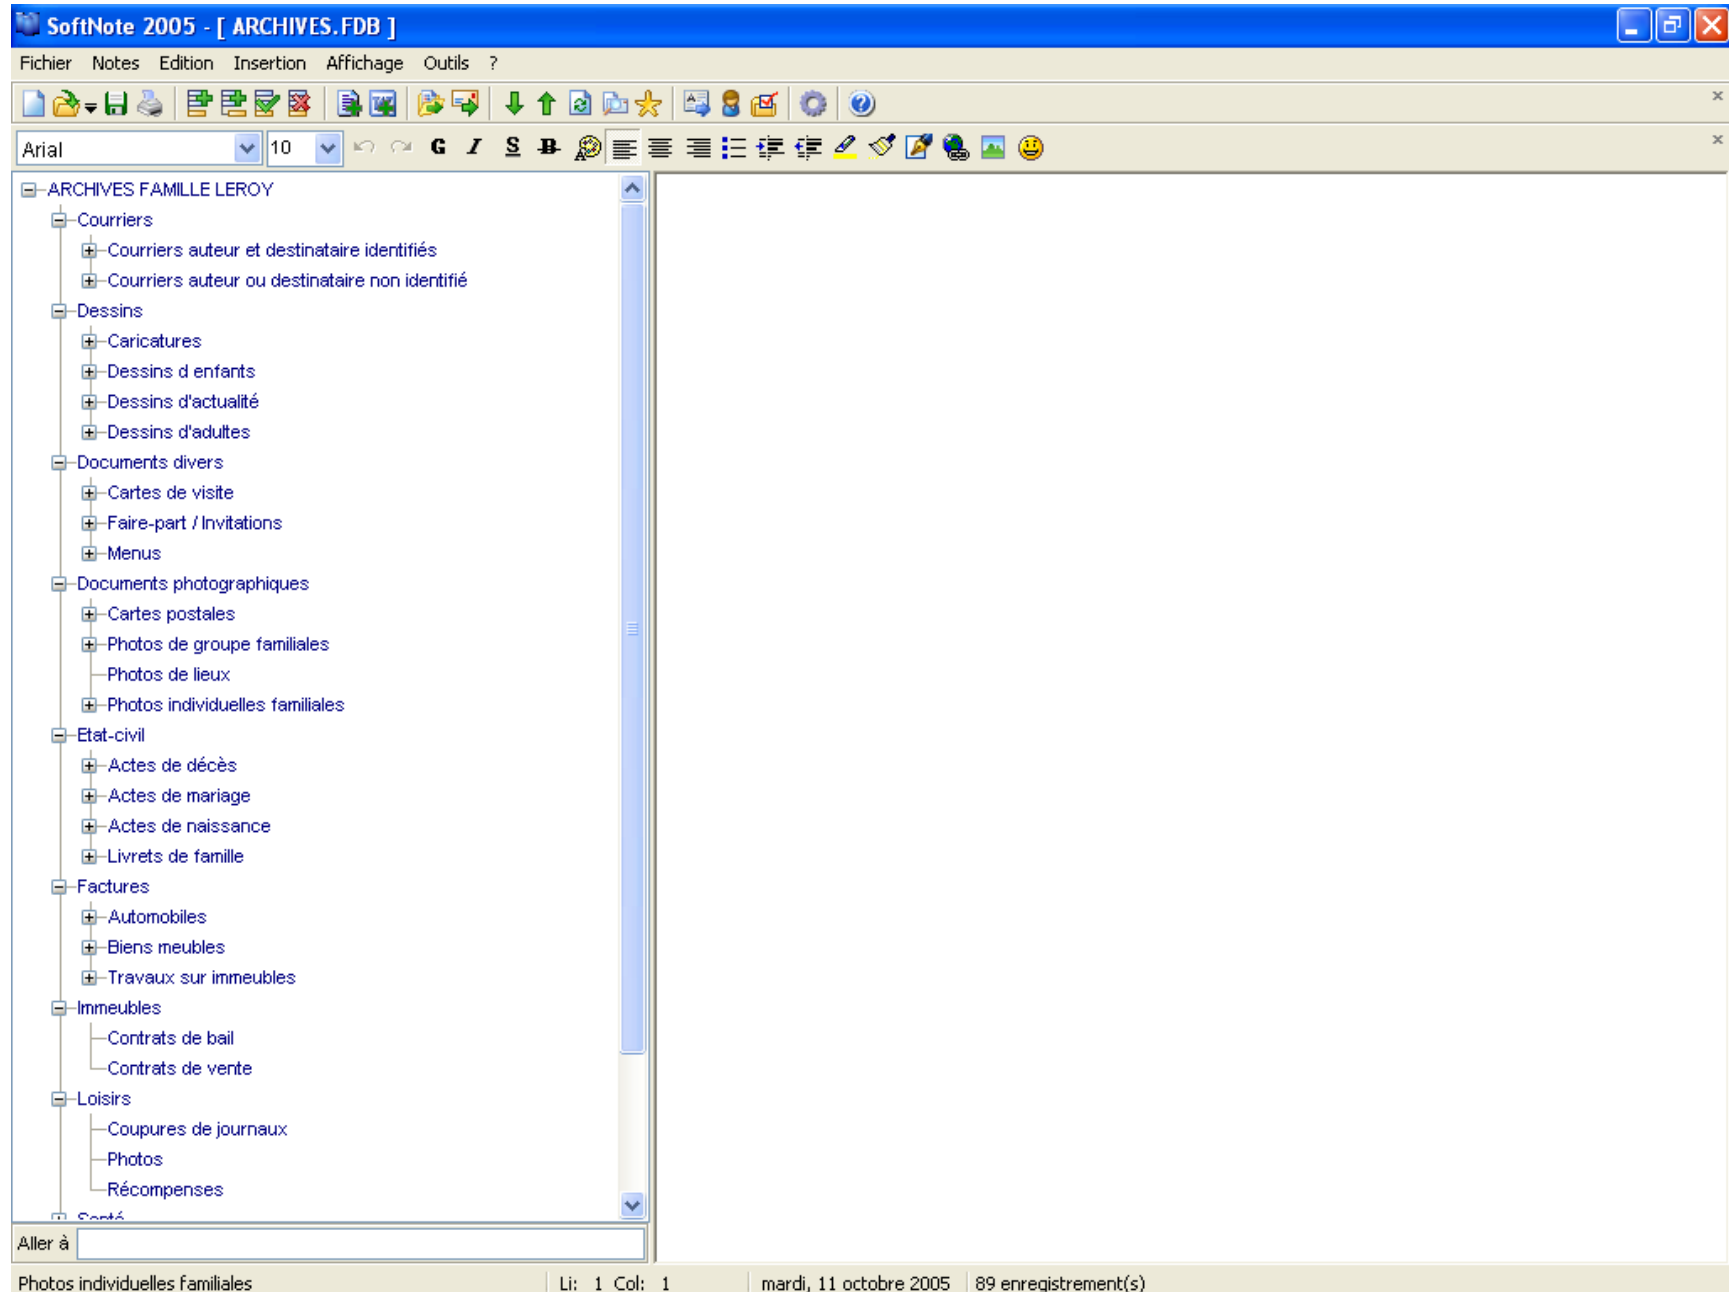 SoftNote 2005 - [ ARCHIVES.FDB ]
Fichier Notes Edition Insertion Affichage Outils ?
Arial 10 G I S B
ARCHIVES FAMILLE LEROY
Courriers
Courriers auteur et destinataire identifiés
Courriers auteur ou destinataire non identifié
Dessins
Caricatures
Dessins d enfants
Dessins d'actualité
Dessins d'adultes
Documents divers
Cartes de visite
Faire-part / Invitations
Menus
Documents photographiques
Cartes postales
Photos de groupe familiales
Photos de lieux
Photos individuelles familiales
Etat-civil
Actes de décès
Actes de mariage
Actes de naissance
Livrets de famille
Factures
Automobiles
Biens meubles
Travaux sur immeubles
Immeubles
Contrats de bail
Contrats de vente
Loisirs
Coupures de journaux
Photos
Récompenses
Santé
Aller à
Photos individuelles familiales Li: 1 Col: 1 mardi, 11 octobre 2005 89 enregistrement(s)